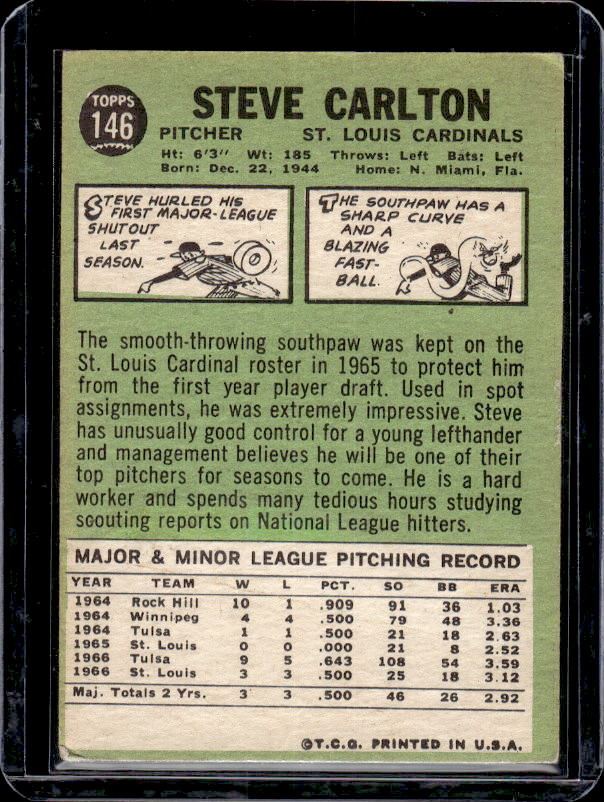 TOPPS
146
STEVE CARLTON
PITCHER ST. LOUIS CARDINALS
Ht: 6'3" Wt: 185 Throws: Left Bats: Left
Born: Dec. 22, 1944 Home: N. Miami, Fla.
STEVE HURLED HIS
FIRST MAJOR-LEAGUE
SHUTOUT
LAST
SEASON.
THE SOUTHPAW HAS A
SHARP CURVE
AND A
BLAZING
FAST-
BALL.
The smooth-throwing southpaw was kept on the
St. Louis Cardinal roster in 1965 to protect him
from the first year player draft. Used in spot
assignments, he was extremely impressive. Steve
has unusually good control for a young lefthander
and management believes he will be one of their
top pitchers for seasons to come. He is a hard
worker and spends many tedious hours studying
scouting reports on National League hitters.
MAJOR & MINOR LEAGUE PITCHING RECORD
YEAR TEAM W L PCT. SO BB ERA
1964 Rock Hill 10 1 .909 91 36 1.03
1964 Winnipeg 4 4 .500 79 48 3.36
1964 Tulsa 1 1 .500 21 18 2.63
1965 St. Louis 0 0 .000 21 8 2.52
1966 Tulsa 9 5 .643 108 54 3.59
1966 St. Louis 3 3 .500 25 18 3.12
Maj. Totals 2 Yrs. 3 3 .500 46 26 2.92
©T.C.G. PRINTED IN U.S.A.